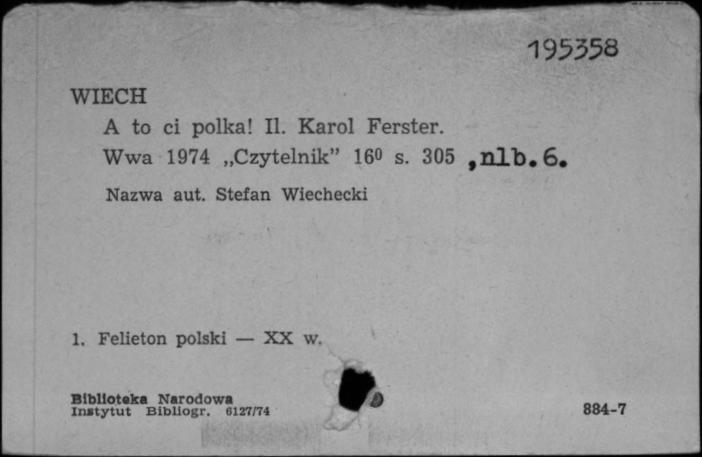 195358
WIECH
A to ci polka! Il. Karol Ferster.
Wwa 1974 „Czytelnik” 16⁰ s. 305 ,nlb.6.
Nazwa aut. Stefan Wiechecki
1. Felieton polski — XX w.
Biblioteka Narodowa
Instytut Bibliogr. 6127/74
884-7